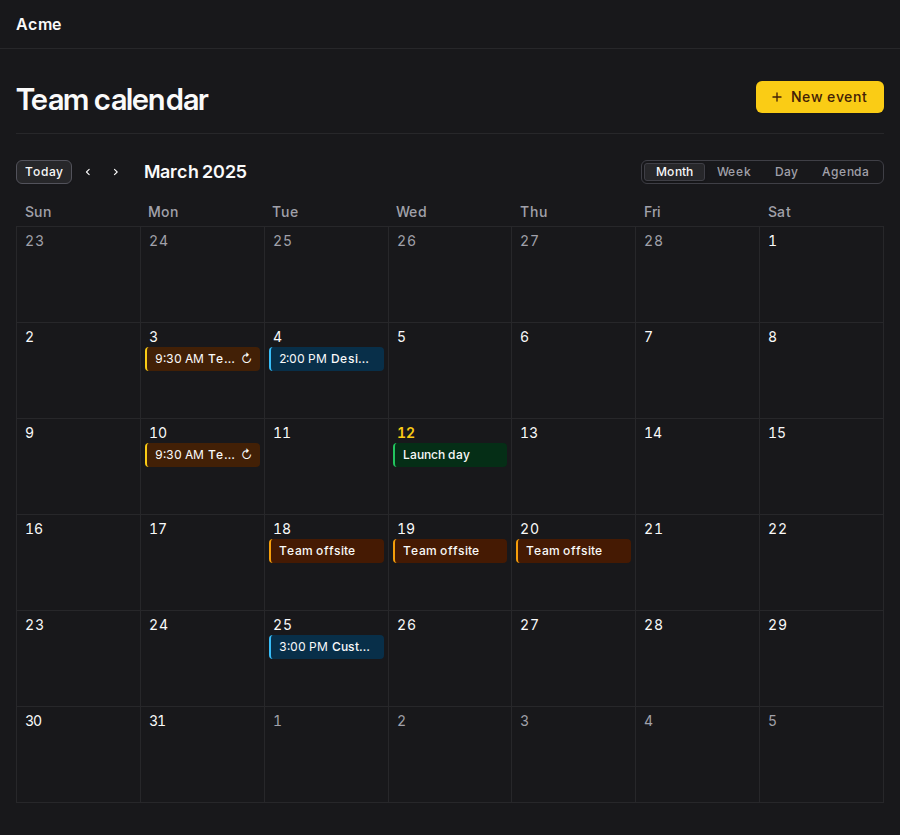 Acme
Team calendar
+ New event
Today
March 2025
Month Week Day Agenda
Sun Mon Tue Wed Thu Fri Sat
23 24 25 26 27 28 1
2 3 4 5 6 7 8
9:30 AM Te... 2:00 PM Desi...
9 10 11 12 13 14 15
9:30 AM Te... Launch day
16 17 18 19 20 21 22
Team offsite Team offsite Team offsite
23 24 25 26 27 28 29
3:00 PM Cust...
30 31 1 2 3 4 5